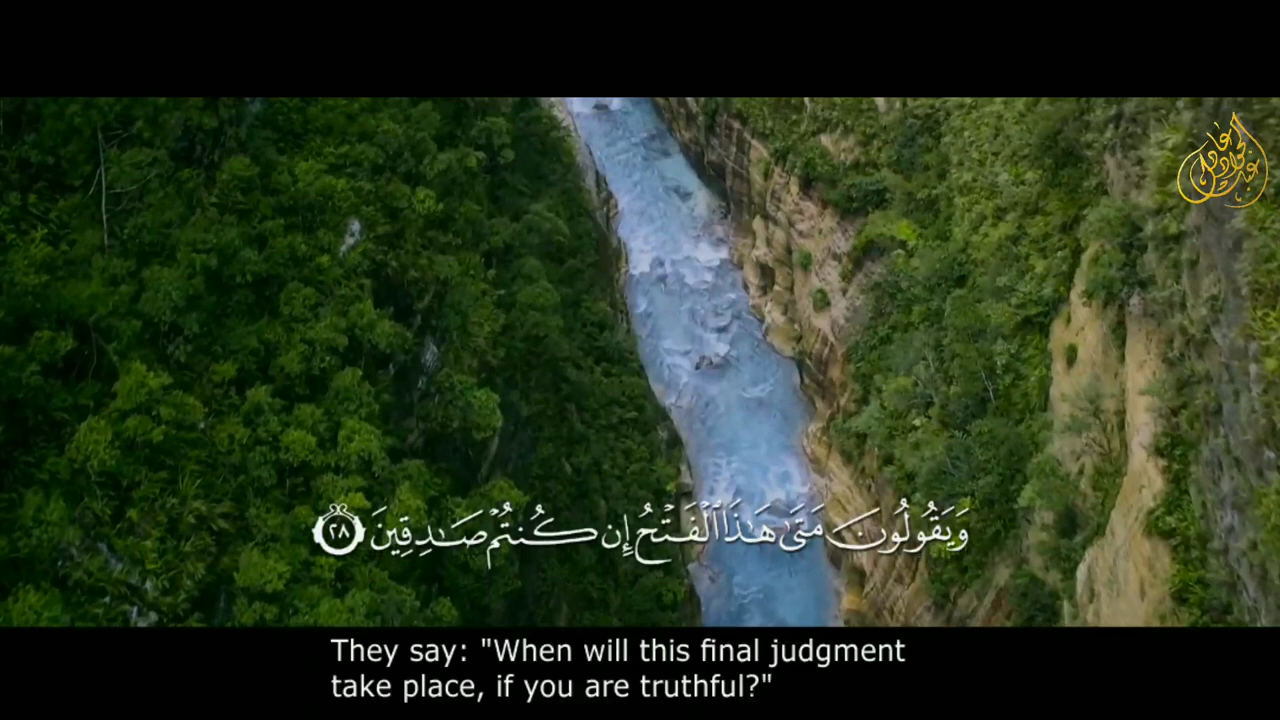 وَيَقُولُونَ مَتَىٰ هَـٰذَا ٱلْفَتْحُ إِن كُنتُمْ صَـٰدِقِينَ ٢٨
They say: "When will this final judgment
take place, if you are truthful?"